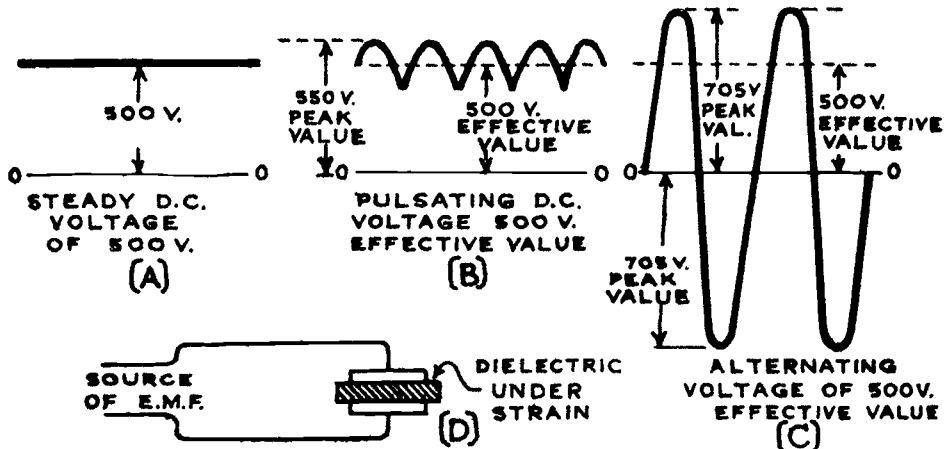 500 V.
0
0
STEADY D.C.
VOLTAGE
OF 500 V.
(A)
550 V.
PEAK
VALUE
500 V.
EFFECTIVE
VALUE
0
0
PULSATING D.C.
VOLTAGE 500 V.
EFFECTIVE VALUE
(B)
705V
PEAK
VAL.
500V.
EFFECTIVE
VALUE
0
705V.
PEAK
VALUE
ALTERNATING
VOLTAGE OF 500V.
EFFECTIVE VALUE
(C)
SOURCE
OF E.M.F.
DIELECTRIC
UNDER
STRAIN
(D)